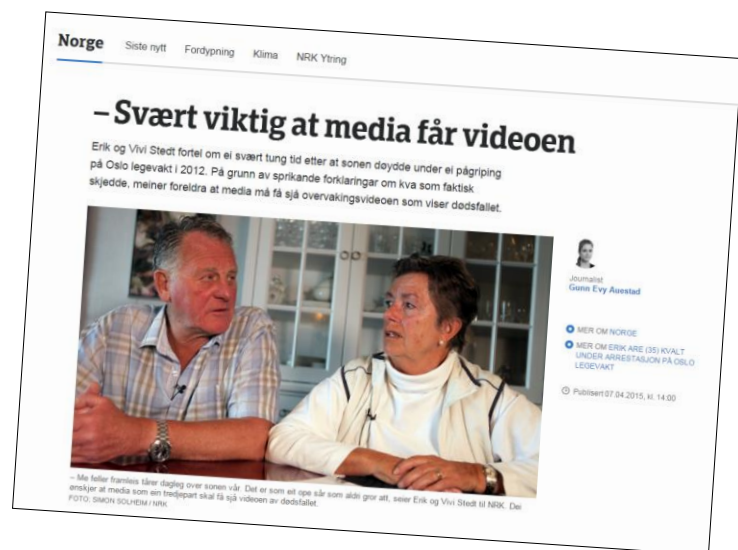 Norge Siste nytt Fordypning Klima NRK Ytring
– Svært viktig at media får videoen
Erik og Vivi Stedt fortel om ei svært tung tid etter at sonen døydde under ei pågriping
på Oslo legevakt i 2012. På grunn av sprikande forklaringar om kva som faktisk
skjedde, meiner foreldra at media må få sjå overvakingsvideoen som viser dødsfallet.
Journalist
Gunn Evy Auestad
MER OM NORGE
MER OM ERIK ARE (35) KVALT
UNDER ARRESTASJON PÅ OSLO
LEGEVAKT
Publisert 07.04.2015, kl. 14:00
– Me feller framleis tårer dagleg over sonen vår. Det er som eit ope sår som aldri gror att, seier Erik og Vivi Stedt til NRK. Dei
ønskjer at media som ein tredjepart skal få sjå videoen av dødsfallet.
FOTO: SIMON SOLHEIM / NRK